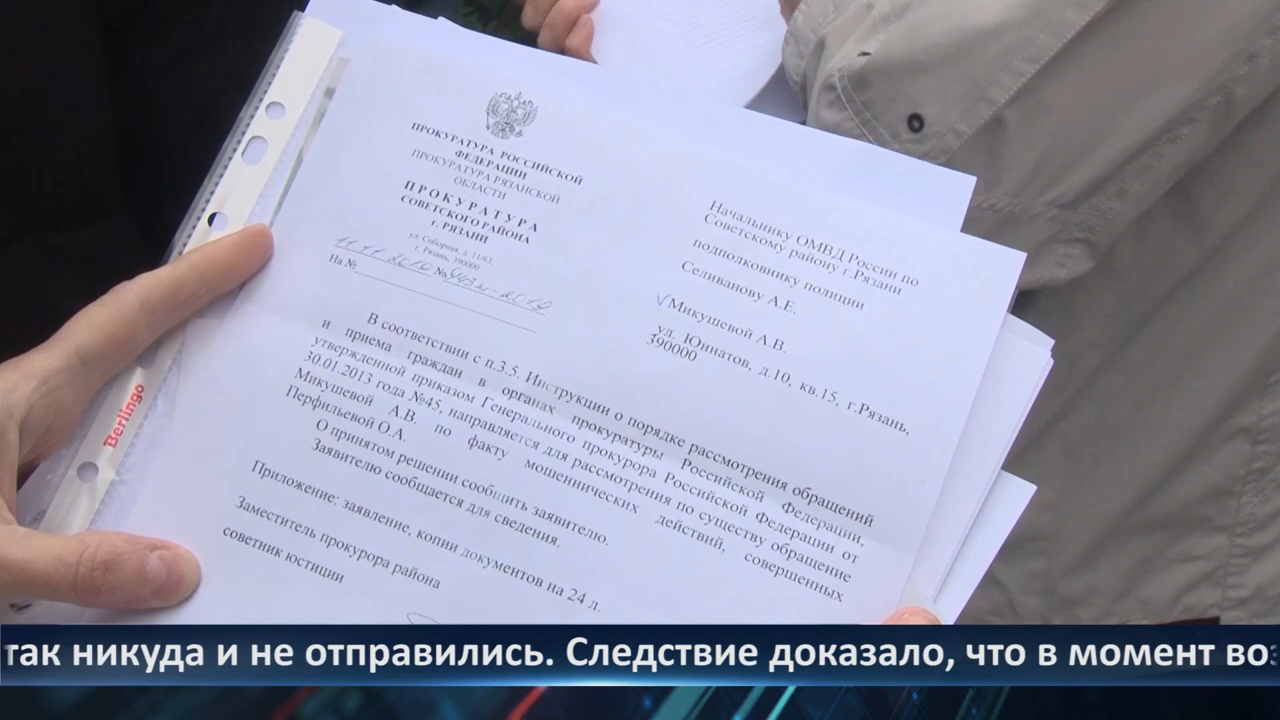 ПРОКУРАТУРА РОССИЙСКОЙ
ФЕДЕРАЦИИ
ПРОКУРАТУРА РЯЗАНСКОЙ
ОБЛАСТИ
ПРОКУРАТУРА
СОВЕТСКОГО РАЙОНА
г. РЯЗАНИ
ул. Соборная, д. 11/63,
г. Рязань, 390000
№
На №
Начальнику ОМВД России по
Советскому району г.Рязани
подполковнику полиции
Селиванову А.Е.
Микушевой А.В.
ул. Юннатов, д.10, кв.15, г.Рязань,
390000
В соответствии с п.3.5. Инструкции о порядке рассмотрения обращений
и приема граждан в органах прокуратуры Российской Федерации,
утвержденной приказом Генерального прокурора Российской Федерации от
30.01.2013 года №45, направляется для рассмотрения по существу обращение
Микушевой А.В. по факту мошеннических действий, совершенных
Перфильевой О.А.
О принятом решении сообщить заявителю.
Заявителю сообщается для сведения.
Приложение: заявление, копии документов на 24 л.
Заместитель прокурора района
советник юстиции
Berlingo
так никуда и не отправились. Следствие доказало, что в момент воз